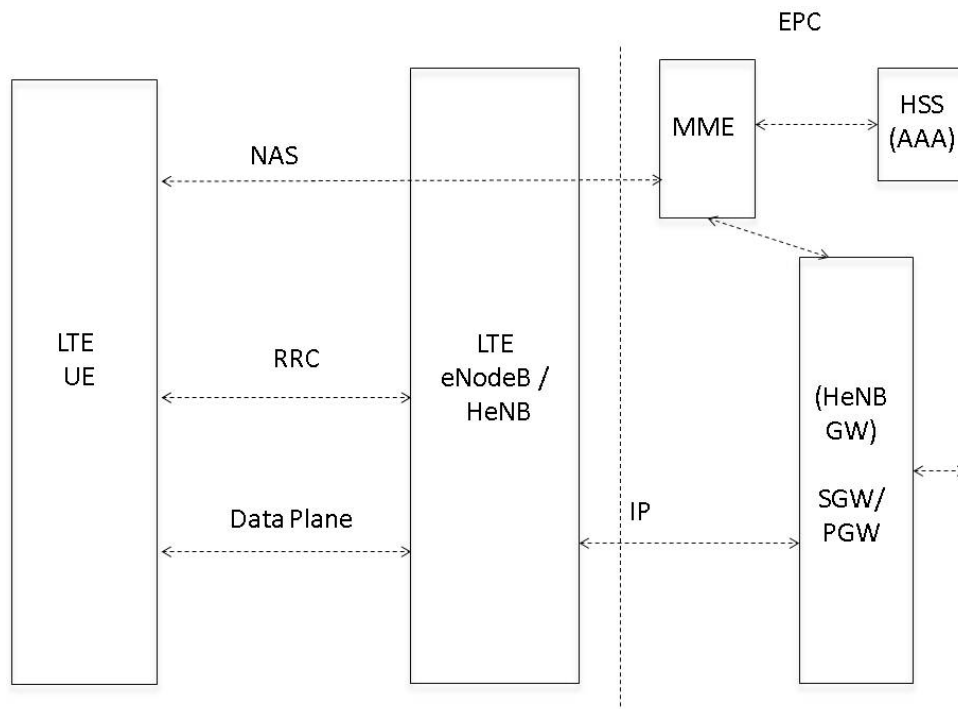 EPC
MME
HSS
(AAA)
NAS
LTE
UE
RRC
LTE
eNodeB /
HeNB
(HeNB
GW)
SGW/
PGW
Data Plane
IP